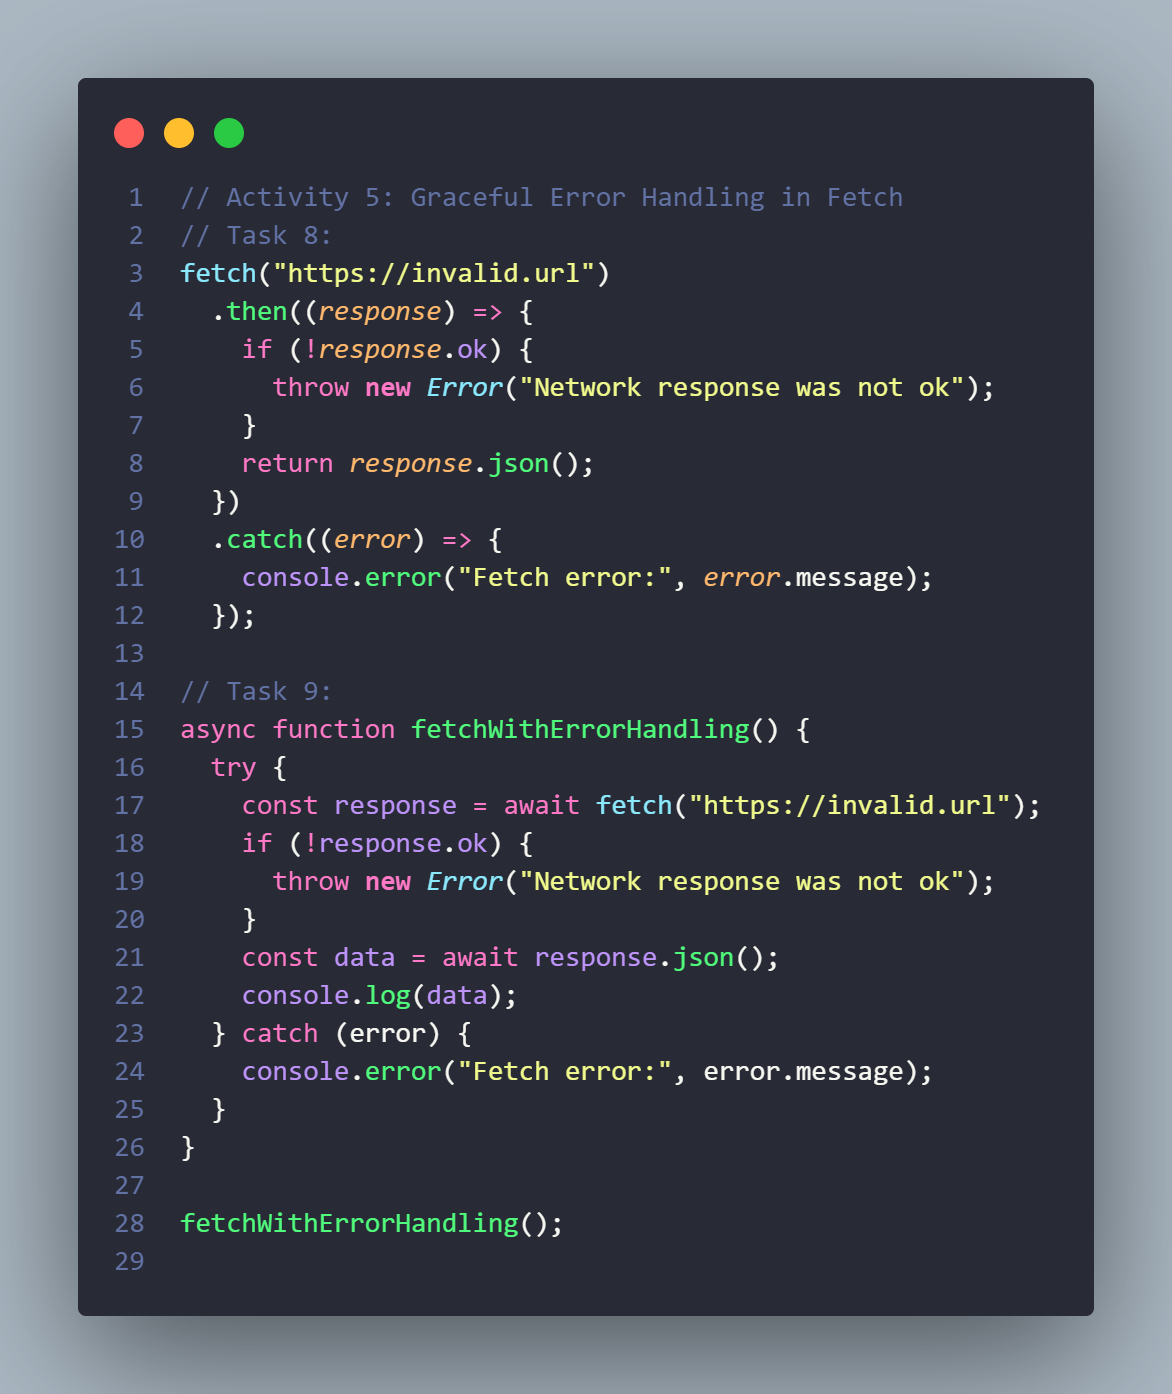 1 // Activity 5: Graceful Error Handling in Fetch
2 // Task 8:
3 fetch("https://invalid.url")
4   .then((response) => {
5     if (!response.ok) {
6       throw new Error("Network response was not ok");
7     }
8     return response.json();
9   })
10   .catch((error) => {
11     console.error("Fetch error:", error.message);
12   });
13
14 // Task 9:
15 async function fetchWithErrorHandling() {
16   try {
17     const response = await fetch("https://invalid.url");
18     if (!response.ok) {
19       throw new Error("Network response was not ok");
20     }
21     const data = await response.json();
22     console.log(data);
23   } catch (error) {
24     console.error("Fetch error:", error.message);
25   }
26 }
27
28 fetchWithErrorHandling();
29